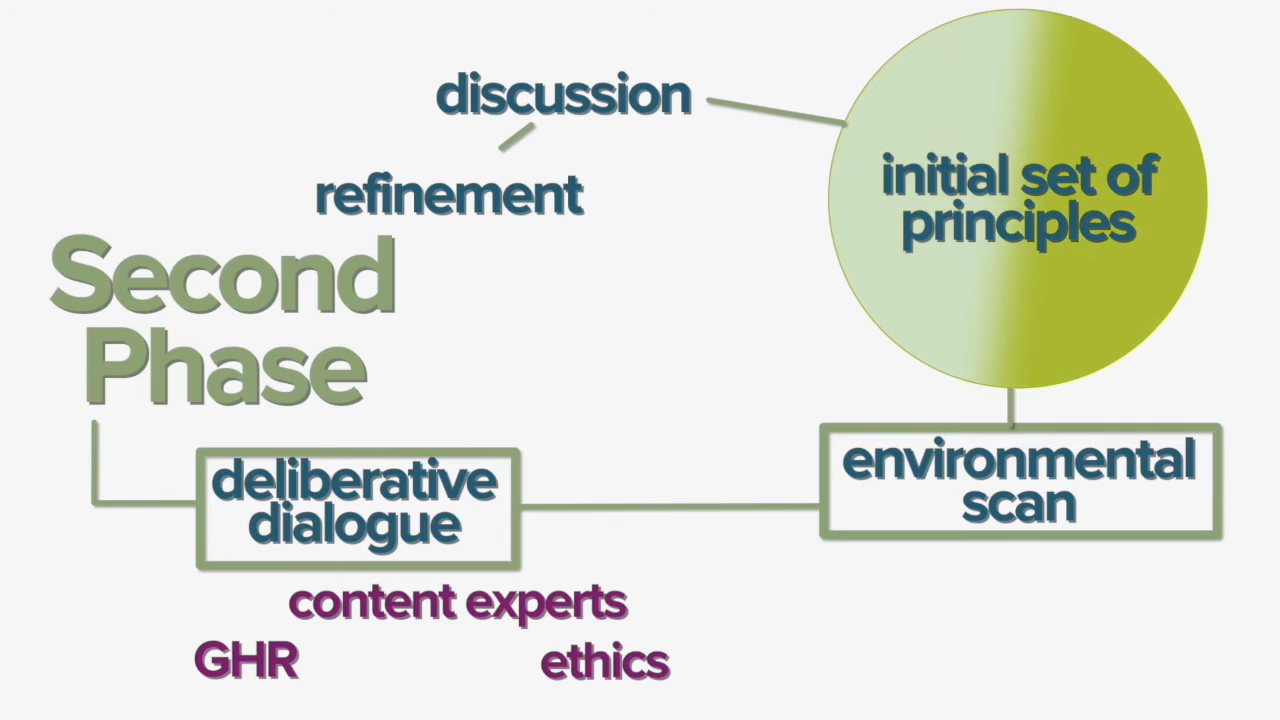 discussion
refinement
initial set of
principles
Second
Phase
deliberative
dialogue
environmental
scan
content experts
GHR
ethics